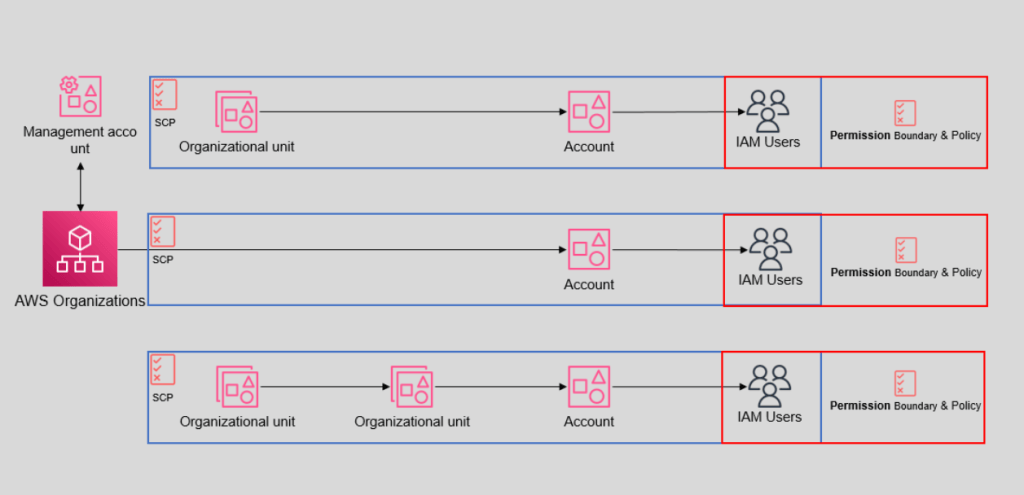 Management acco
unt
SCP
Organizational unit
Account
IAM Users
Permission Boundary & Policy
AWS Organizations
SCP
Account
IAM Users
Permission Boundary & Policy
SCP
Organizational unit
Organizational unit
Account
IAM Users
Permission Boundary & Policy